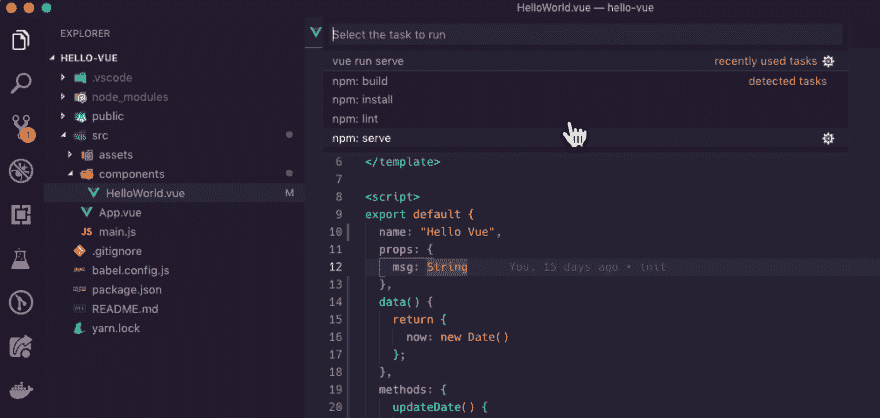 HelloWorld.vue — hello-vue
EXPLORER
HELLO-VUE
.vscode
node_modules
public
src
assets
components
HelloWorld.vue M
App.vue
JS main.js
.gitignore
babel.config.js
package.json
README.md
yarn.lock
1
Select the task to run
vue run serve recently used tasks
npm: build detected tasks
npm: install
npm: lint
npm: serve
6 </template>
7
8 <script>
9 export default {
10 name: "Hello Vue",
11 props: {
12 msg: String You, 15 days ago • init
13 },
14 data() {
15 return {
16 now: new Date()
17 };
18 },
19 methods: {
20 updateDate() {